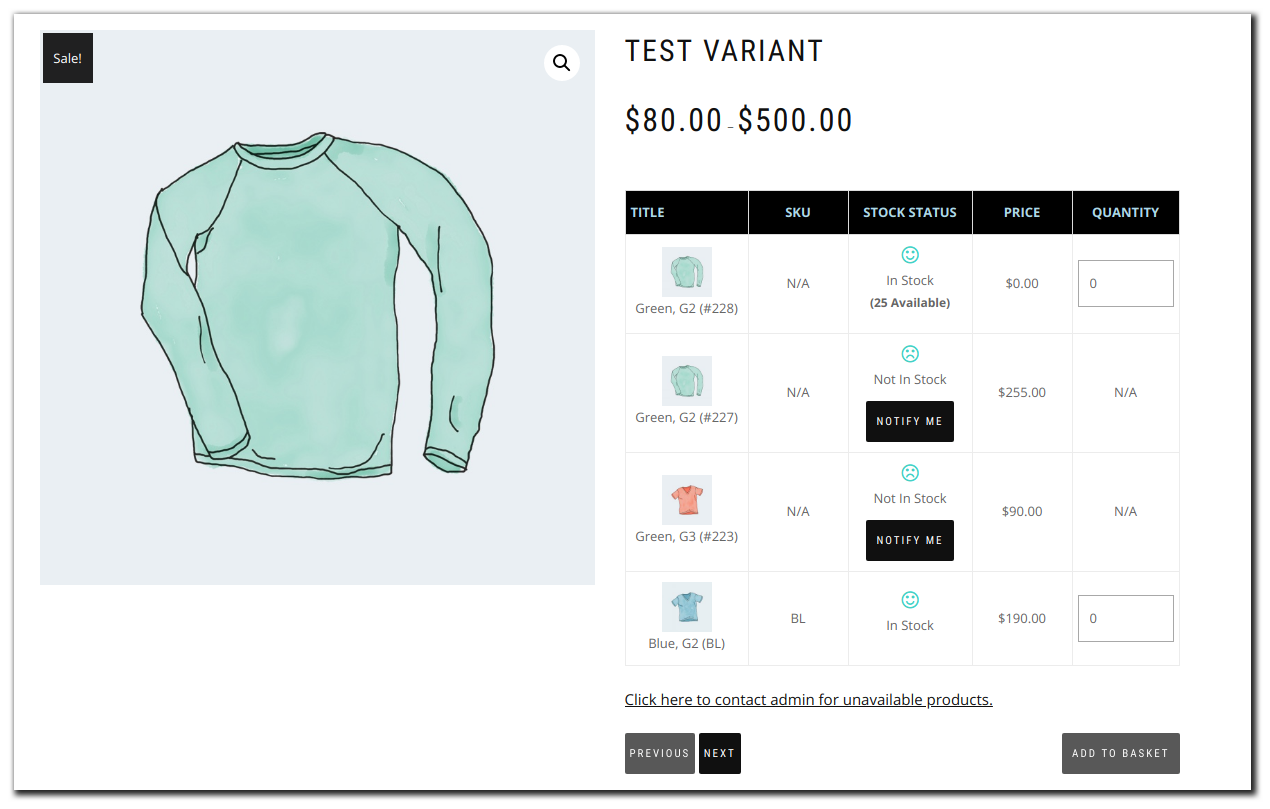 Sale!
TEST VARIANT
$80.00 - $500.00
TITLE SKU STOCK STATUS PRICE QUANTITY
Green, G2 (#228) N/A In Stock (25 Available) $0.00 0
Green, G2 (#227) N/A Not In Stock NOTIFY ME $255.00 N/A
Green, G3 (#223) N/A Not In Stock NOTIFY ME $90.00 N/A
Blue, G2 (BL) BL In Stock $190.00 0
Click here to contact admin for unavailable products.
PREVIOUS NEXT ADD TO BASKET